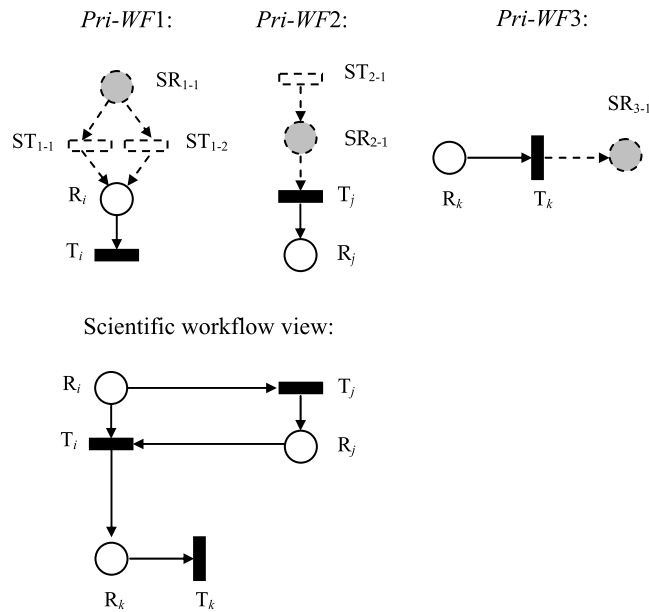 Pri-WF1: Pri-WF2: Pri-WF3:
SR1-1 ST2-1
SR3-1
ST1-1 ST1-2 SR2-1
Ri Tj Rk Tk
Ti Rj
Scientific workflow view:
Ri Tj
Ti Rj
Rk Tk